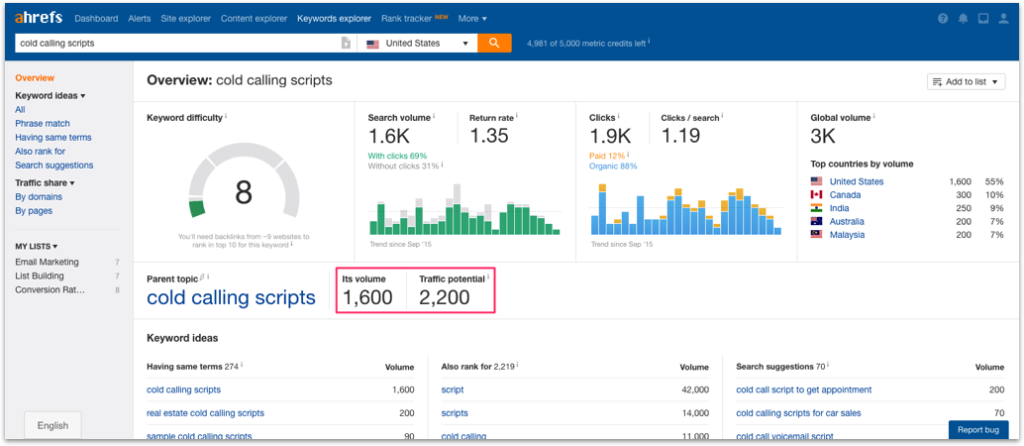 ahrefs Dashboard Alerts Site explorer Content explorer Keywords explorer Rank tracker NEW More
cold calling scripts United States 4,981 of 5,000 metric credits left i
Overview
Keyword ideas
All
Phrase match
Having same terms
Also rank for
Search suggestions
Traffic share
By domains
By pages
MY LISTS
Email Marketing 7
List Building 7
Conversion Rat... 8
English
Overview: cold calling scripts
Add to list
Keyword difficulty i
8
You'll need backlinks from ~9 websites to
rank in top 10 for this keyword i
Search volume i
1.6K
With clicks 69%
Without clicks 31% i
Trend since Sep '15
Return rate i
1.35
Clicks i
1.9K
Paid 12% i
Organic 88%
Trend since Sep '15
Clicks / search i
1.19
Global volume i
3K
Top countries by volume
United States 1,600 55%
Canada 300 10%
India 250 9%
Australia 200 7%
Malaysia 200 7%
Parent topic i
cold calling scripts
Its volume
1,600
Traffic potential i
2,200
Keyword ideas
Having same terms 274 i Volume
cold calling scripts 1,600
real estate cold calling scripts 200
sample cold calling scripts 90
Also rank for 2,219 i Volume
script 42,000
scripts 14,000
cold calling 11,000
Search suggestions 70 i Volume
cold call script to get appointment 200
cold calling scripts for car sales 70
cold call voicemail script
Report bug